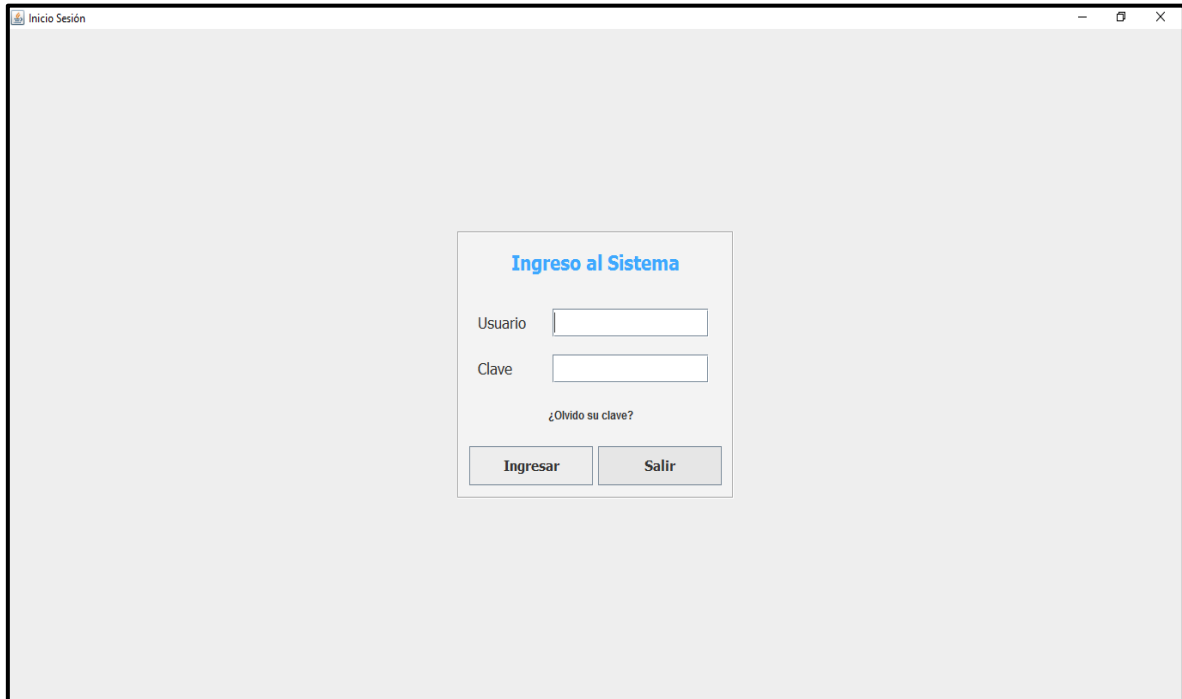 Inicio Sesión
Ingreso al Sistema
Usuario
Clave
¿Olvido su clave?
Ingresar Salir